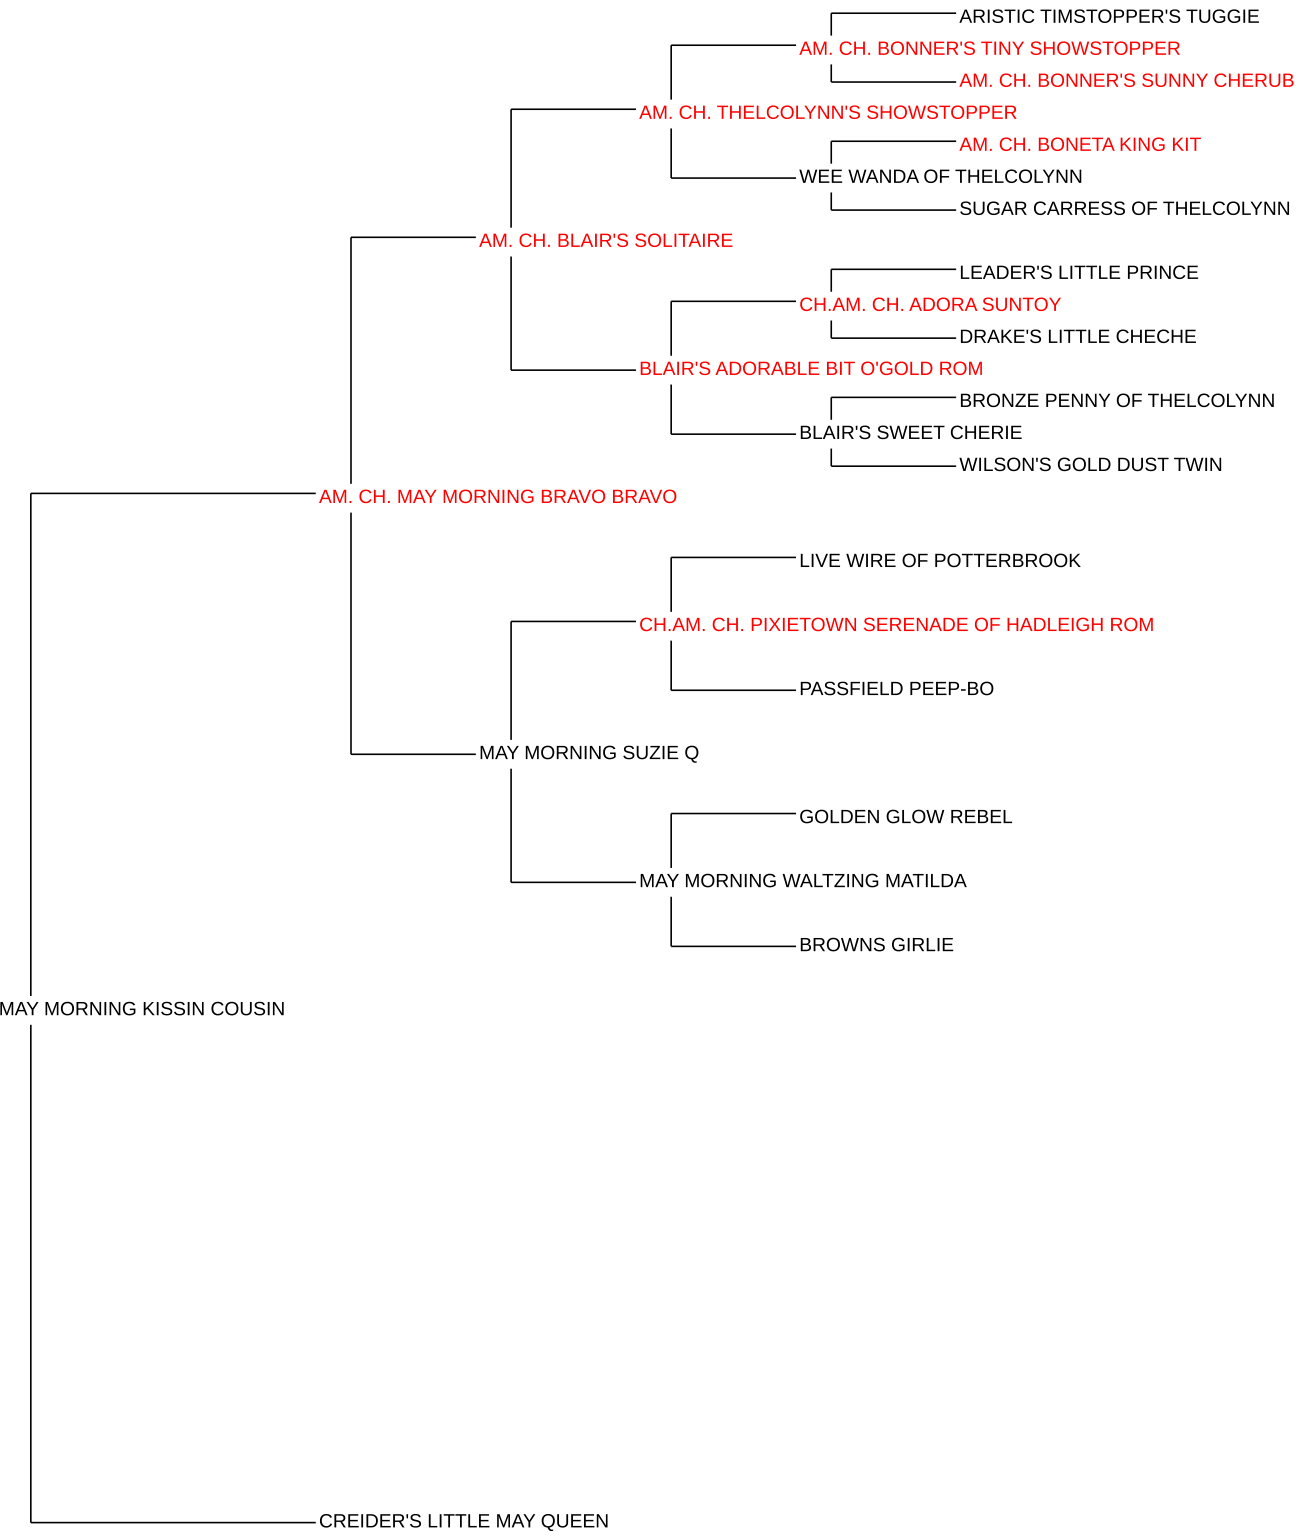 ARISTIC TIMSTOPPER'S TUGGIE
AM. CH. BONNER'S TINY SHOWSTOPPER
AM. CH. BONNER'S SUNNY CHERUB
AM. CH. THELCOLYNN'S SHOWSTOPPER
AM. CH. BONETA KING KIT
WEE WANDA OF THELCOLYNN
SUGAR CARRESS OF THELCOLYNN
AM. CH. BLAIR'S SOLITAIRE
LEADER'S LITTLE PRINCE
CH.AM. CH. ADORA SUNTOY
DRAKE'S LITTLE CHECHE
BLAIR'S ADORABLE BIT O'GOLD ROM
BRONZE PENNY OF THELCOLYNN
BLAIR'S SWEET CHERIE
WILSON'S GOLD DUST TWIN
AM. CH. MAY MORNING BRAVO BRAVO
LIVE WIRE OF POTTERBROOK
CH.AM. CH. PIXIETOWN SERENADE OF HADLEIGH ROM
PASSFIELD PEEP-BO
MAY MORNING SUZIE Q
GOLDEN GLOW REBEL
MAY MORNING WALTZING MATILDA
BROWNS GIRLIE
MAY MORNING KISSIN COUSIN
CREIDER'S LITTLE MAY QUEEN